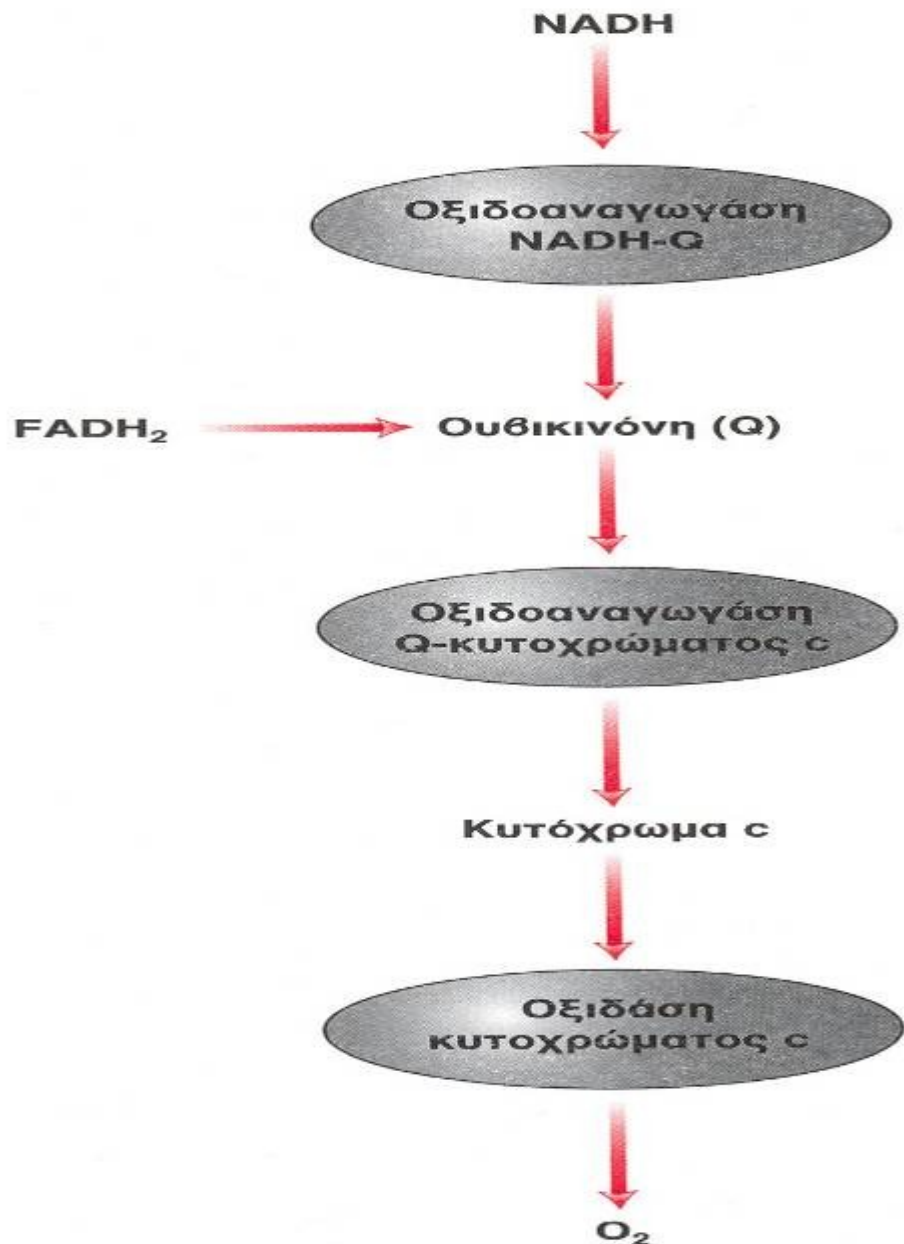 NADH
Οξιδοαναγωγάση
NADH-Q
FADH₂
Ουβικινόνη (Q)
Οξιδοαναγωγάση
Q-κυτοχρώματος c
Κυτόχρωμα c
Οξιδάση
κυτοχρώματος c
O₂